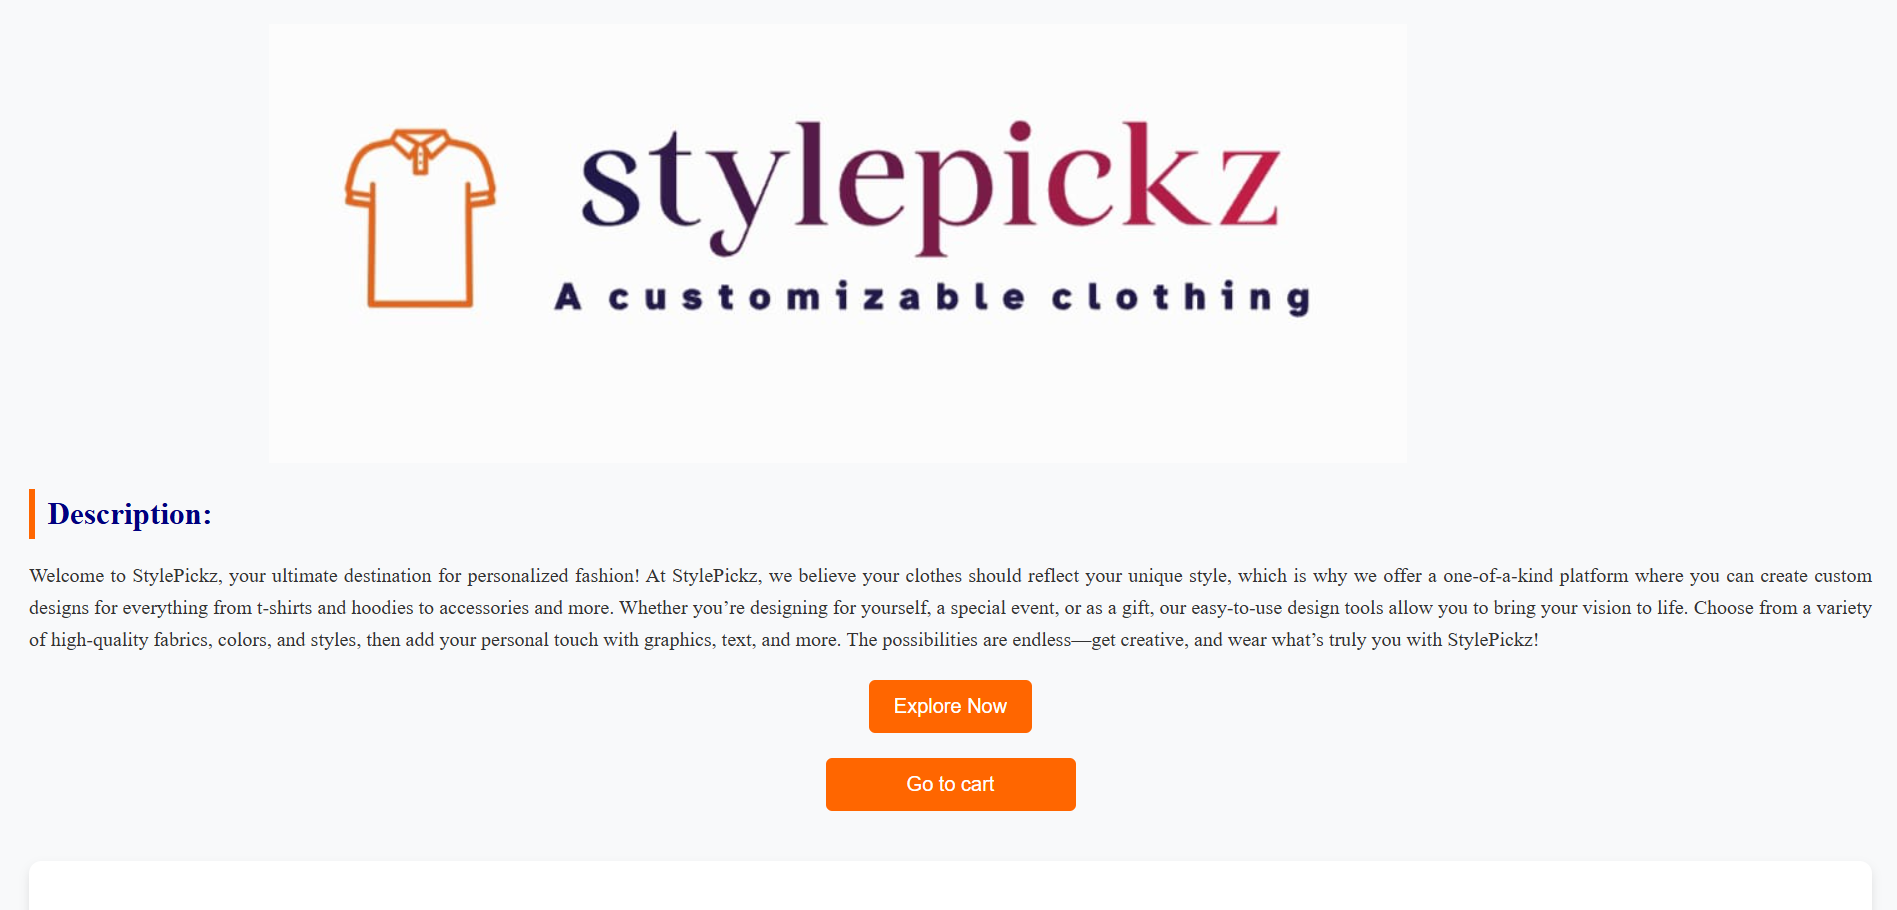 stylepickz
A customizable clothing
Description:
Welcome to StylePickz, your ultimate destination for personalized fashion! At StylePickz, we believe your clothes should reflect your unique style, which is why we offer a one-of-a-kind platform where you can create custom
designs for everything from t-shirts and hoodies to accessories and more. Whether you’re designing for yourself, a special event, or as a gift, our easy-to-use design tools allow you to bring your vision to life. Choose from a variety
of high-quality fabrics, colors, and styles, then add your personal touch with graphics, text, and more. The possibilities are endless—get creative, and wear what’s truly you with StylePickz!
Explore Now
Go to cart